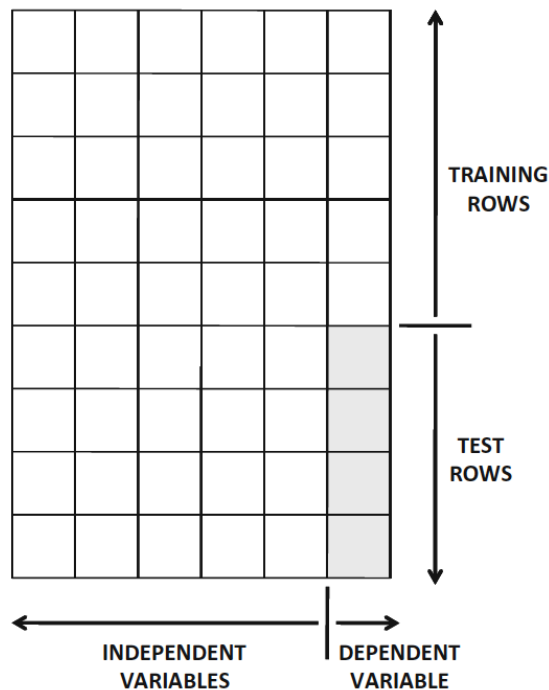 TRAINING
ROWS
TEST
ROWS
INDEPENDENT
VARIABLES
DEPENDENT
VARIABLE